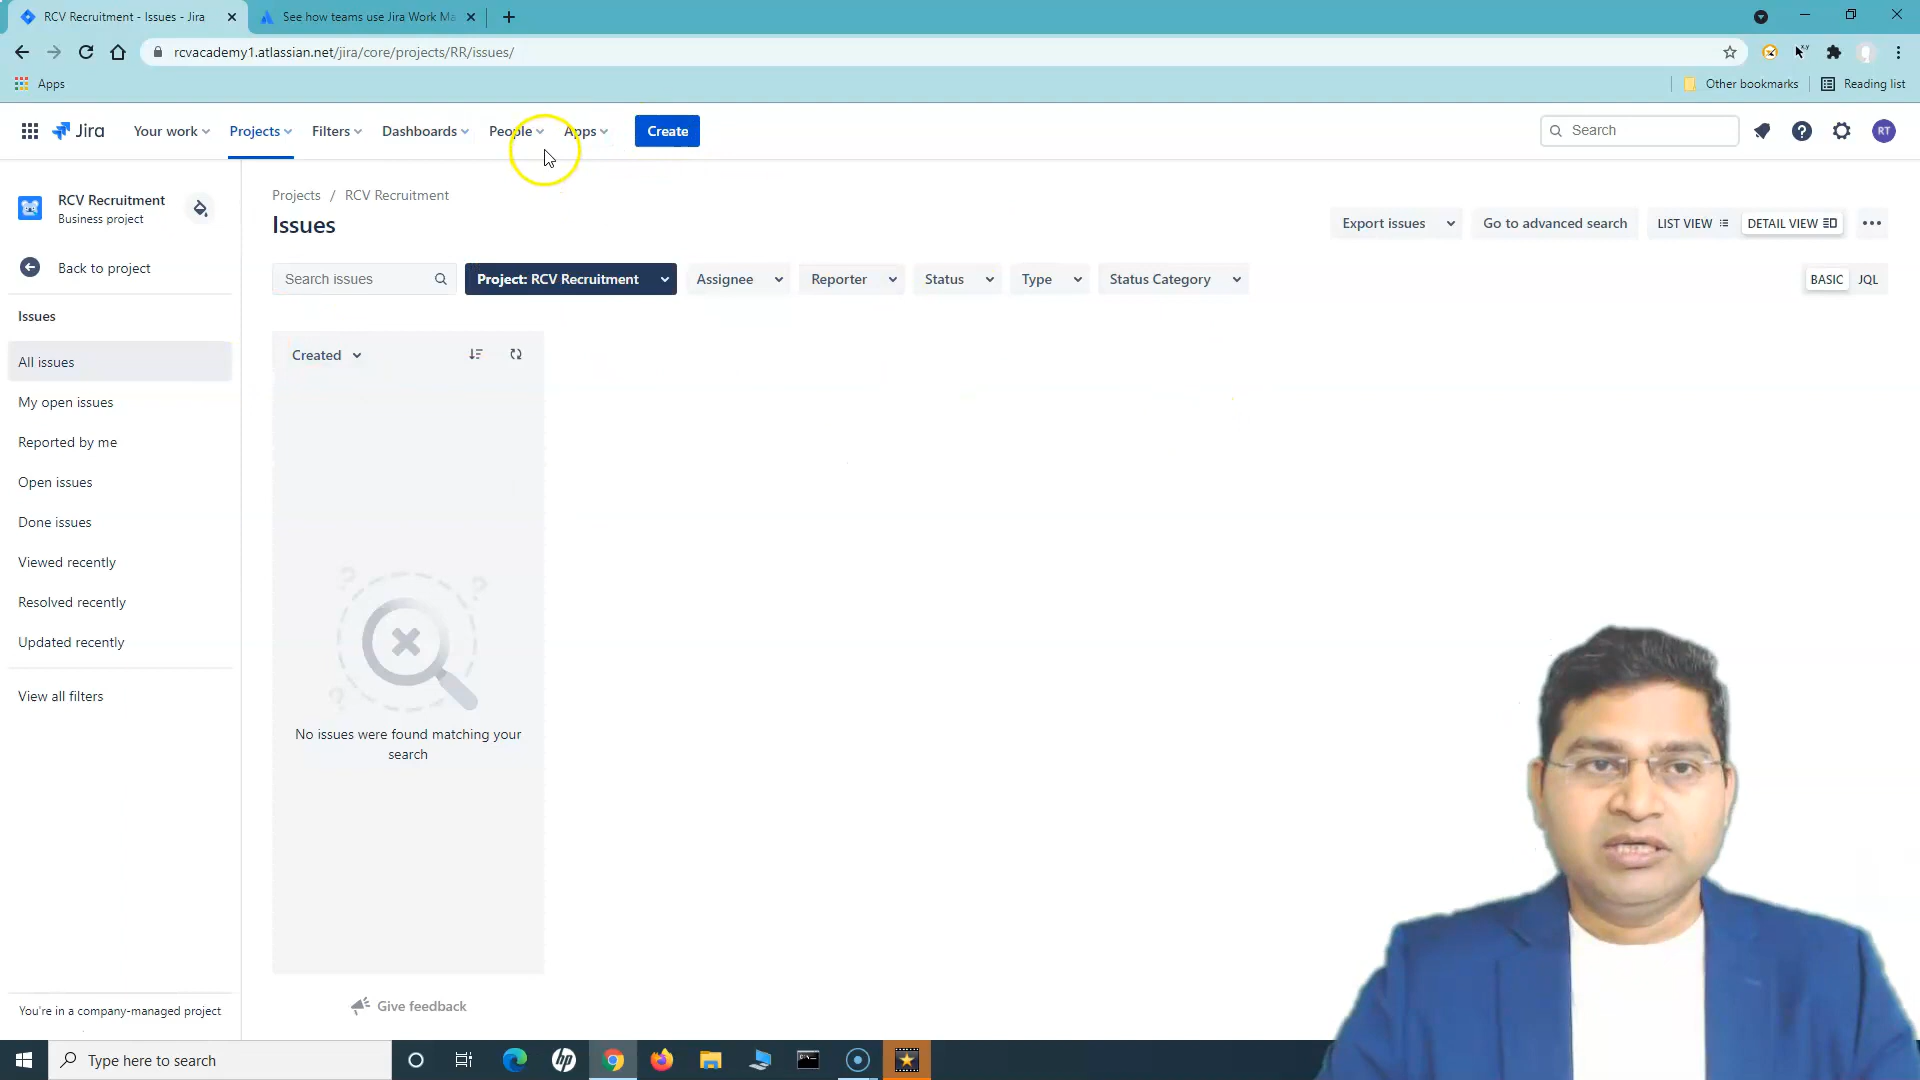 RCV Recruitment - Issues - Jira
See how teams use Jira Work Ma
rcvacademy1.atlassian.net/jira/core/projects/RR/issues/
Apps
Other bookmarks
Reading list
Jira
Your work
Projects
Filters
Dashboards
People
Apps
Create
Search
RT
RCV Recruitment
Business project
Back to project
Issues
All issues
My open issues
Reported by me
Open issues
Done issues
Viewed recently
Resolved recently
Updated recently
View all filters
You're in a company-managed project
Projects / RCV Recruitment
Issues
Export issues
Go to advanced search
LIST VIEW
DETAIL VIEW
Search issues
Project: RCV Recruitment
Assignee
Reporter
Status
Type
Status Category
BASIC
JQL
Created
No issues were found matching your
search
Give feedback
Type here to search